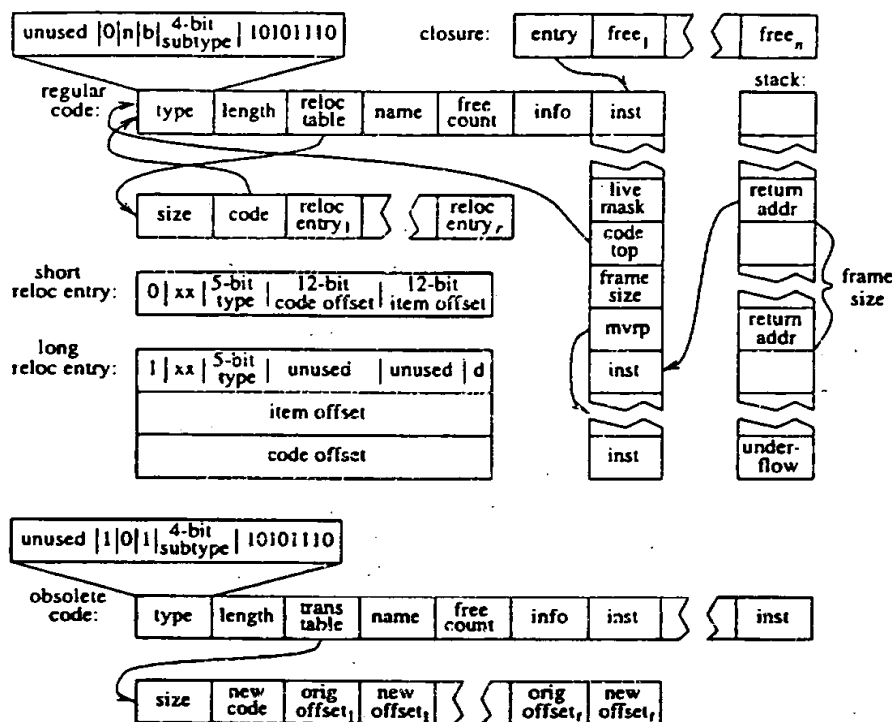 unused |0|n|b| 4-bit subtype | 10101110
closure: entry free₁ freeₙ
stack:
regular code: type length reloc table name free count info inst
size code reloc entry₁ reloc entryᵣ
live mask
return addr
code top
short reloc entry: 0 | xx | 5-bit type | 12-bit code offset | 12-bit item offset
frame size
frame size
mvrp
return addr
long reloc entry: 1 | xx | 5-bit type | unused | unused | d
inst
item offset
code offset
inst
under-flow
unused |1|0|1| 4-bit subtype | 10101110
obsolete code: type length trans table name free count info inst inst
size new code orig offset₁ new offset₁ orig offsetₜ new offsetₜ